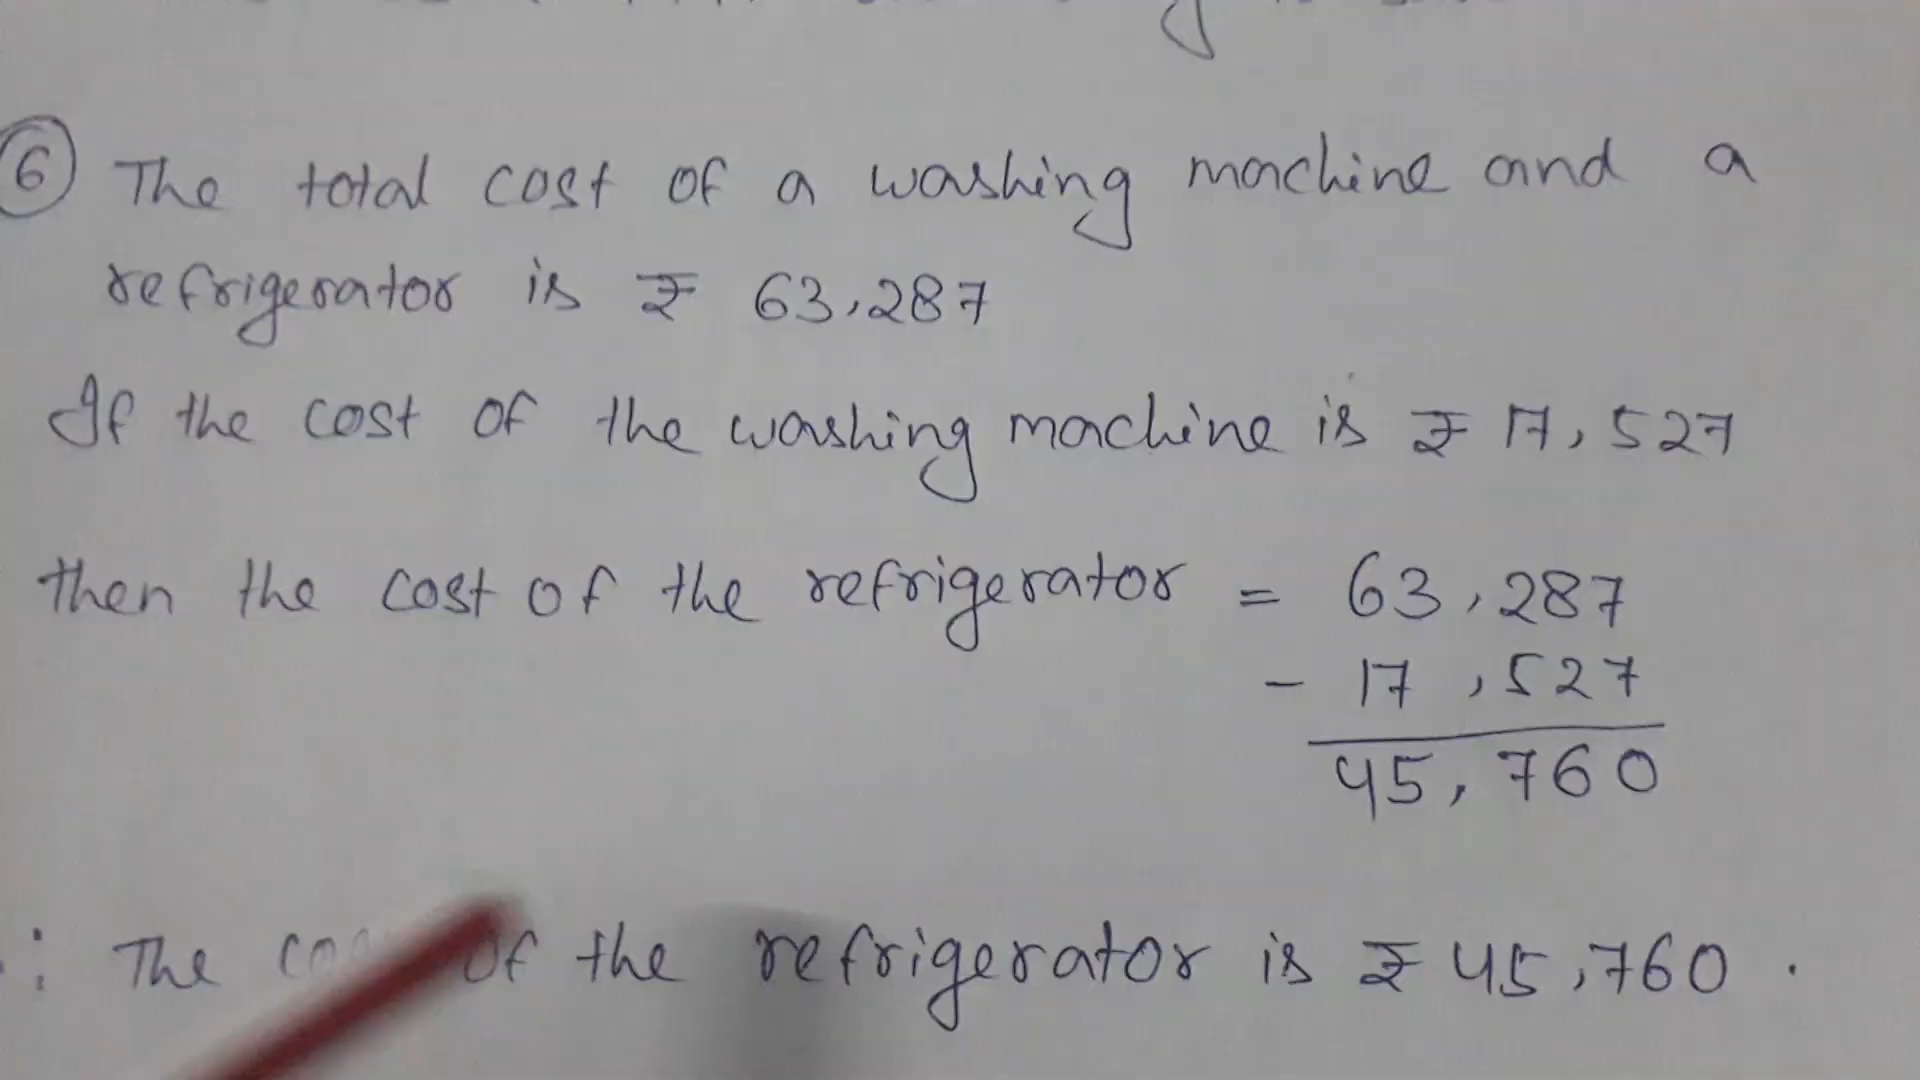 ⑥ The total cost of a washing machine and a
refrigerator is ₹ 63,287
If the cost of the washing machine is ₹ 17,527
then the cost of the refrigerator = 63,287
- 17,527
45,760
∴ The of the refrigerator is ₹ 45,760.